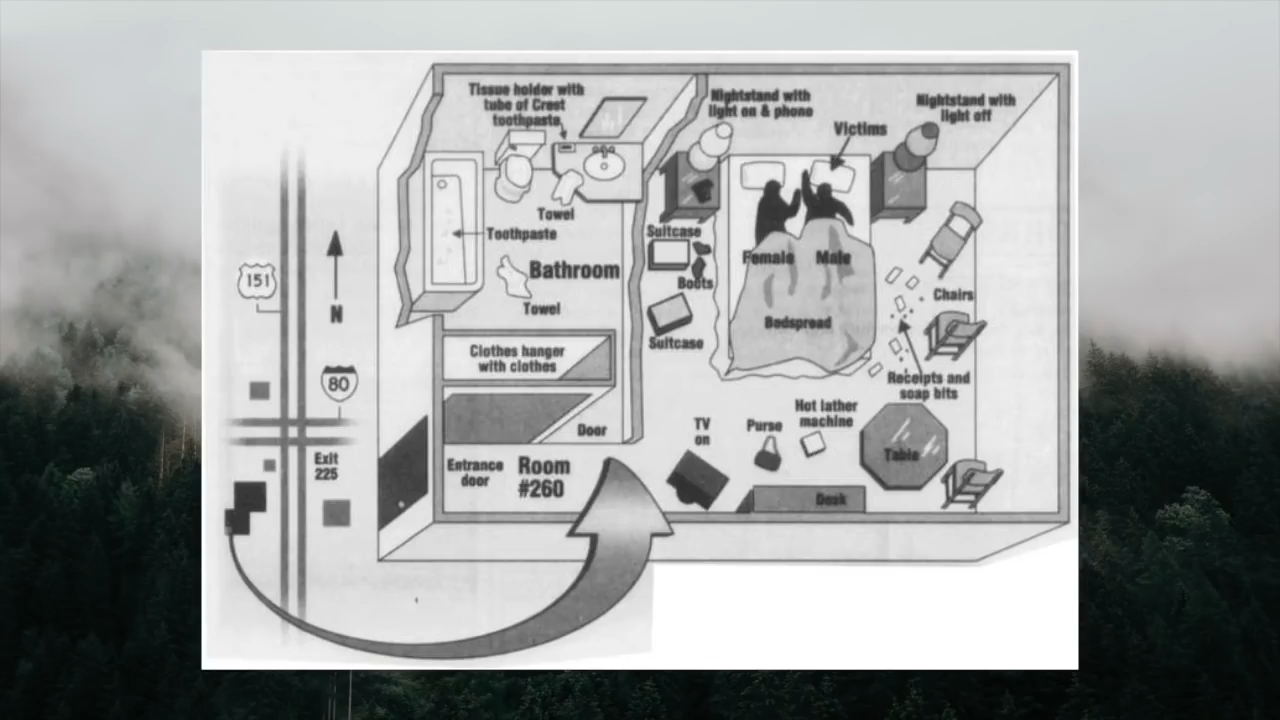 Tissue holder with
tube of Crest
toothpaste
Nightstand with
light on & phone
Victims
Nightstand with
light off
Towel
Toothpaste
Bathroom
Towel
Suitcase
Boots
Suitcase
Female
Male
Bedspread
Chairs
Receipts and
soap bits
151
N
80
Exit
225
Clothes hanger
with clothes
Door
Entrance
door
Room
#260
TV
on
Purse
Hot lather
machine
Table
Desk